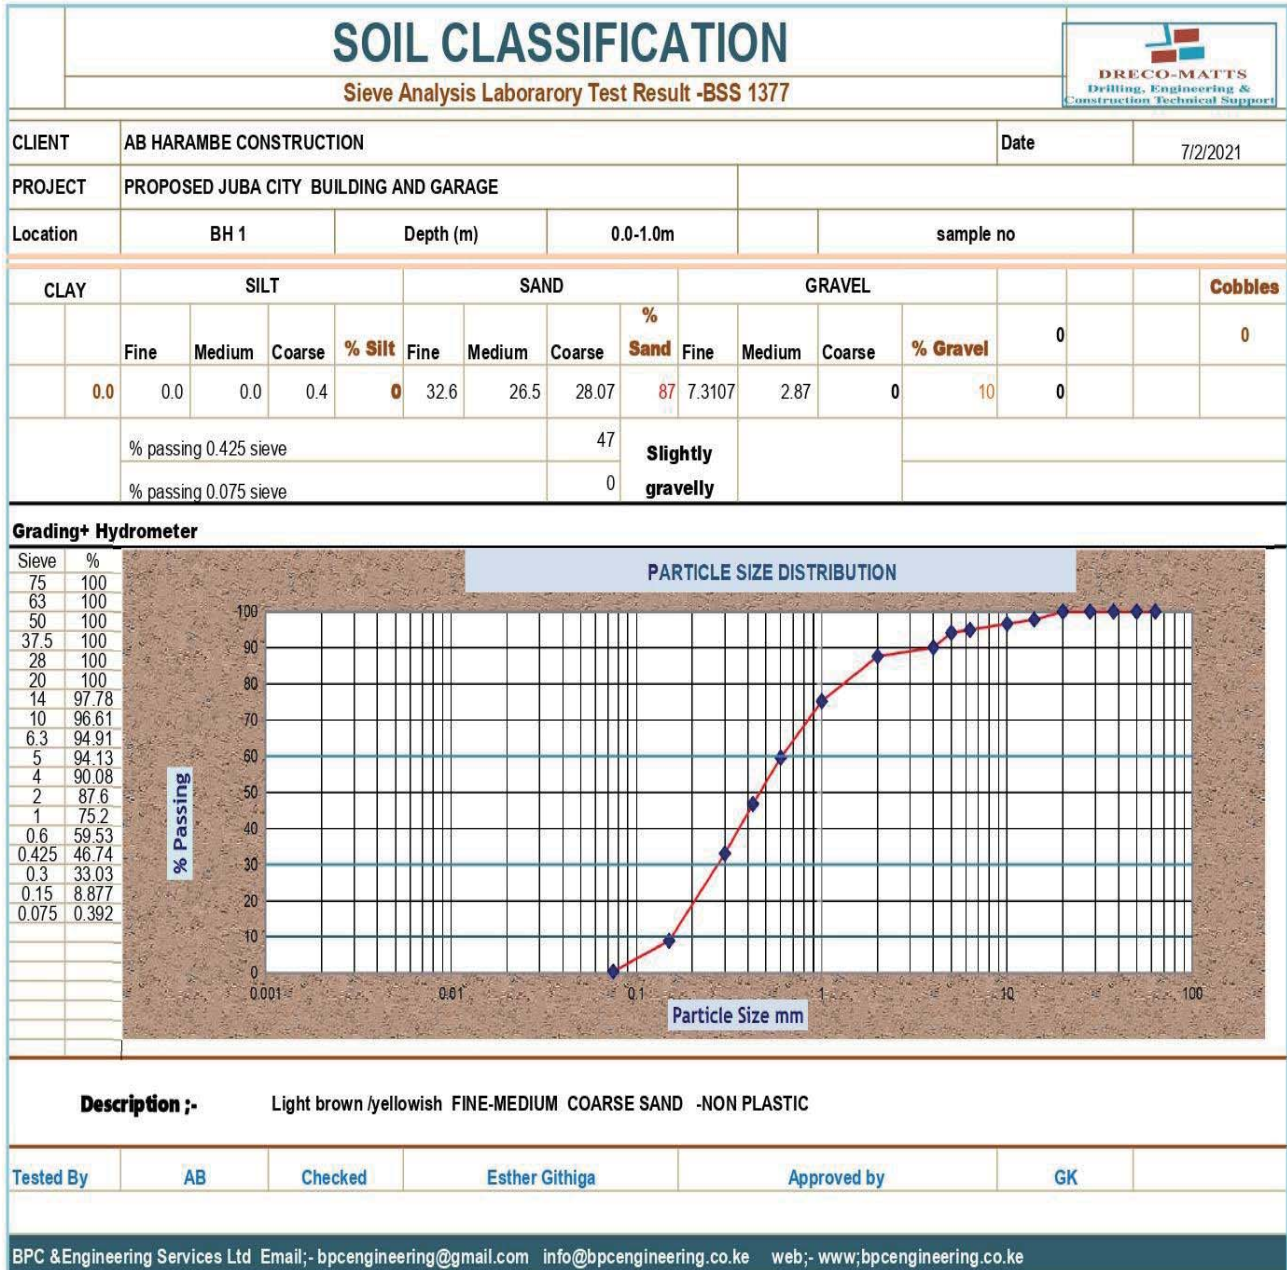 SOIL CLASSIFICATION
Sieve Analysis Laborarory Test Result -BSS 1377
DRECO-MATTS
Drilling, Engineering &
Construction Technical Support
CLIENT AB HARAMBE CONSTRUCTION Date 7/2/2021
PROJECT PROPOSED JUBA CITY BUILDING AND GARAGE
Location BH 1 Depth (m) 0.0-1.0m sample no
CLAY SILT SAND GRAVEL Cobbles
Fine Medium Coarse % Silt Fine Medium Coarse % Sand Fine Medium Coarse % Gravel 0 0
0.0 0.0 0.0 0.4 0 32.6 26.5 28.07 87 7.3107 2.87 0 10 0
% passing 0.425 sieve 47 Slightly
% passing 0.075 sieve 0 gravelly
Grading+ Hydrometer
Sieve %
75 100
63 100
50 100
37.5 100
28 100
20 100
14 97.78
10 96.61
6.3 94.91
5 94.13
4 90.08
2 87.6
1 75.2
0.6 59.53
0.425 46.74
0.3 33.03
0.15 8.877
0.075 0.392
PARTICLE SIZE DISTRIBUTION
% Passing
100
90
80
70
60
50
40
30
20
10
0
0.001 0.01 0.1 1 10 100
Particle Size mm
Description ;- Light brown /yellowish FINE-MEDIUM COARSE SAND -NON PLASTIC
Tested By AB Checked Esther Githiga Approved by GK
BPC &Engineering Services Ltd Email;- bpcengineering@gmail.com info@bpcengineering.co.ke web;- www;bpcengineering.co.ke